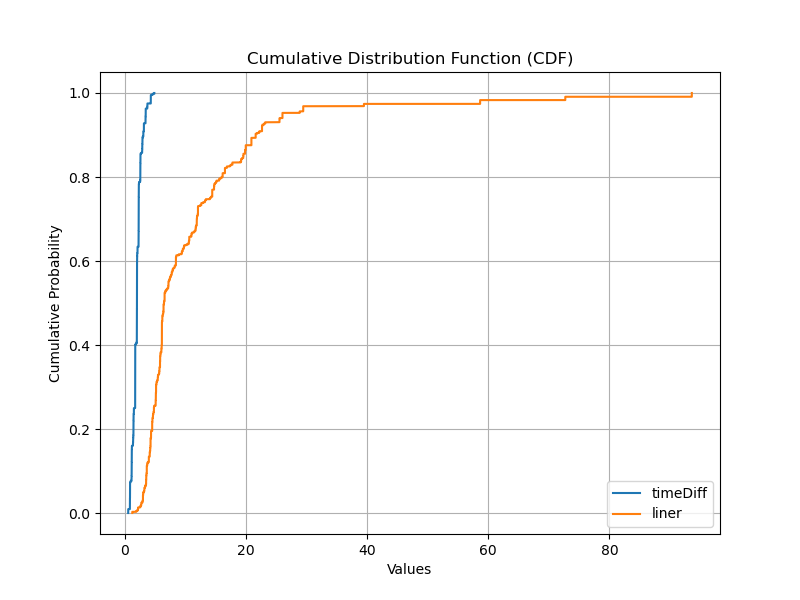 Cumulative Distribution Function (CDF)
1.0
0.8
0.6
0.4
0.2
0.0
Cumulative Probability
0 20 40 60 80
Values
timeDiff
liner